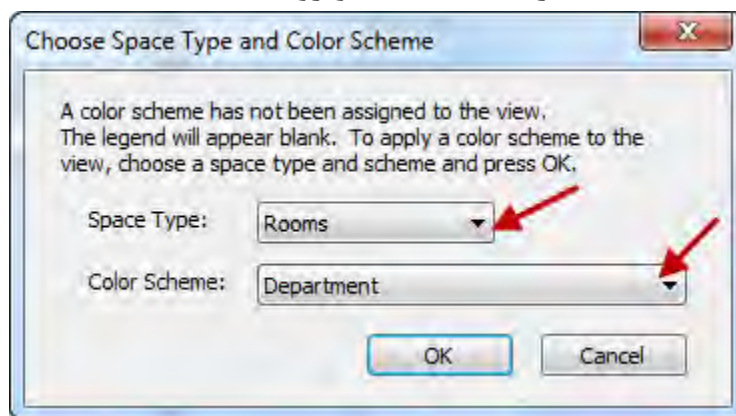 Choose Space Type and Color Scheme
A color scheme has not been assigned to the view.
The legend will appear blank. To apply a color scheme to the
view, choose a space type and scheme and press OK.
Space Type: Rooms
Color Scheme: Department
OK Cancel